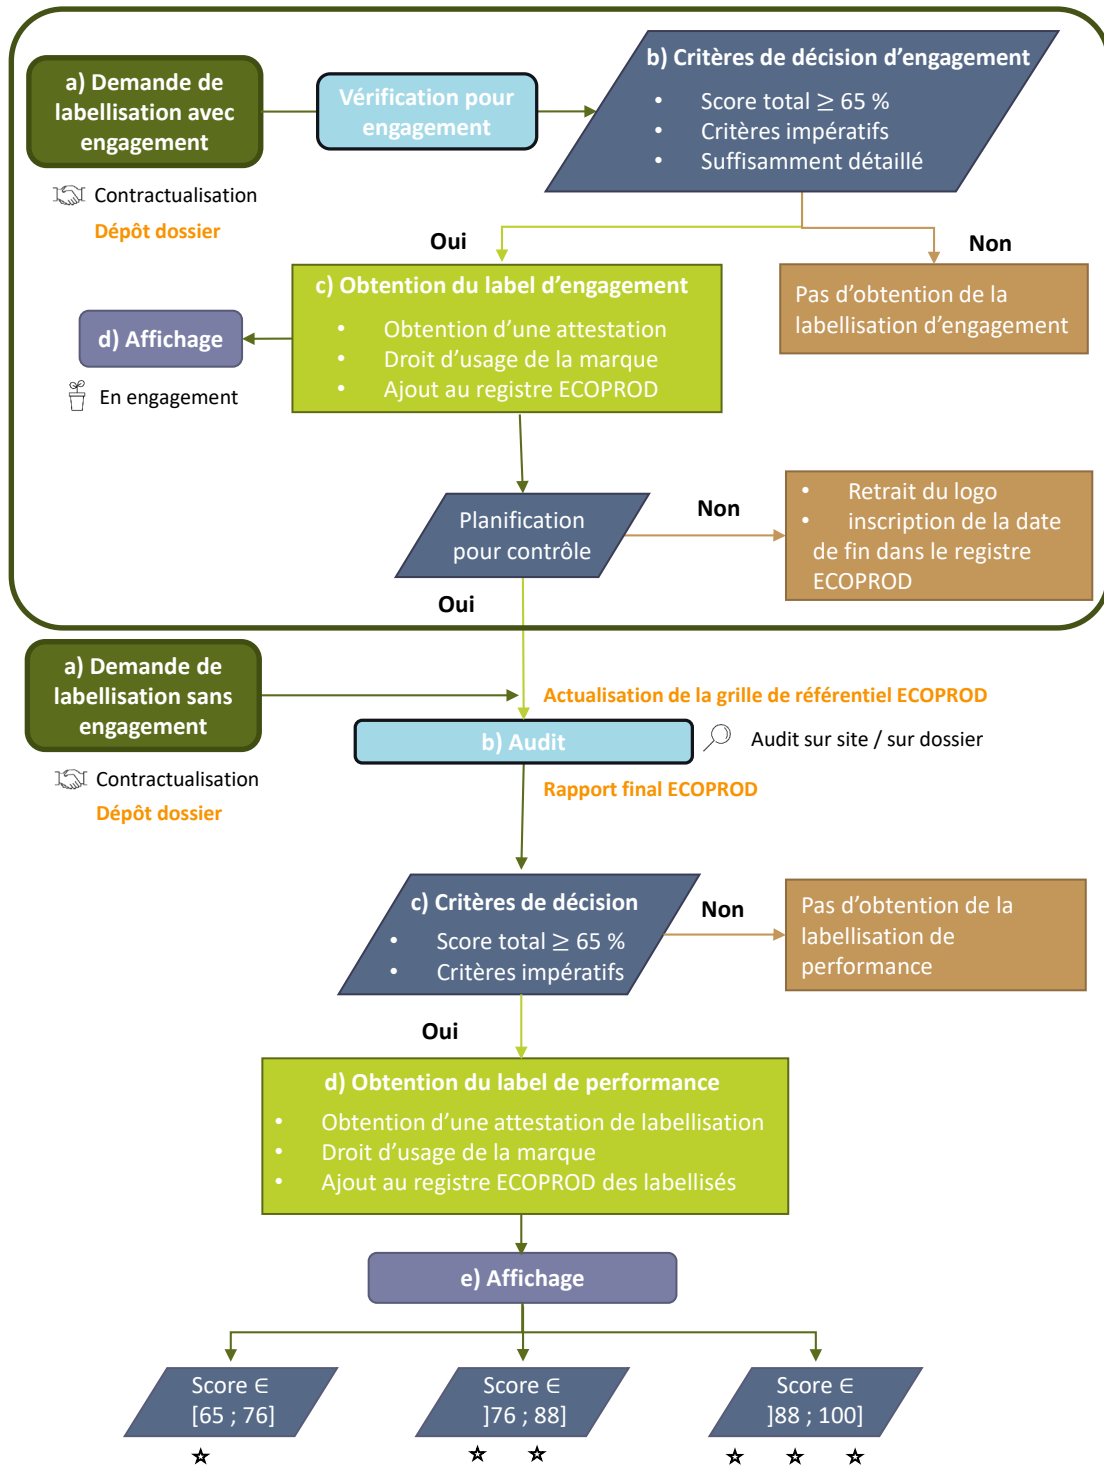 a) Demande de
labellisation avec
engagement
Contractualisation
Dépôt dossier
Vérification pour
engagement
b) Critères de décision d'engagement
• Score total ≥ 65 %
• Critères impératifs
• Suffisamment détaillé
Oui
Non
c) Obtention du label d'engagement
• Obtention d'une attestation
• Droit d'usage de la marque
• Ajout au registre ECOPROD
Pas d'obtention de la
labellisation d'engagement
d) Affichage
En engagement
Planification
pour contrôle
Non
• Retrait du logo
• inscription de la date
de fin dans le registre
ECOPROD
Oui
a) Demande de
labellisation sans
engagement
Contractualisation
Dépôt dossier
Actualisation de la grille de référentiel ECOPROD
b) Audit
Audit sur site / sur dossier
Rapport final ECOPROD
c) Critères de décision
• Score total ≥ 65 %
• Critères impératifs
Non
Pas d'obtention de la
labellisation de
performance
Oui
d) Obtention du label de performance
• Obtention d'une attestation de labellisation
• Droit d'usage de la marque
• Ajout au registre ECOPROD des labellisés
e) Affichage
Score ∈
[65 ; 76]
Score ∈
]76 ; 88]
Score ∈
]88 ; 100]